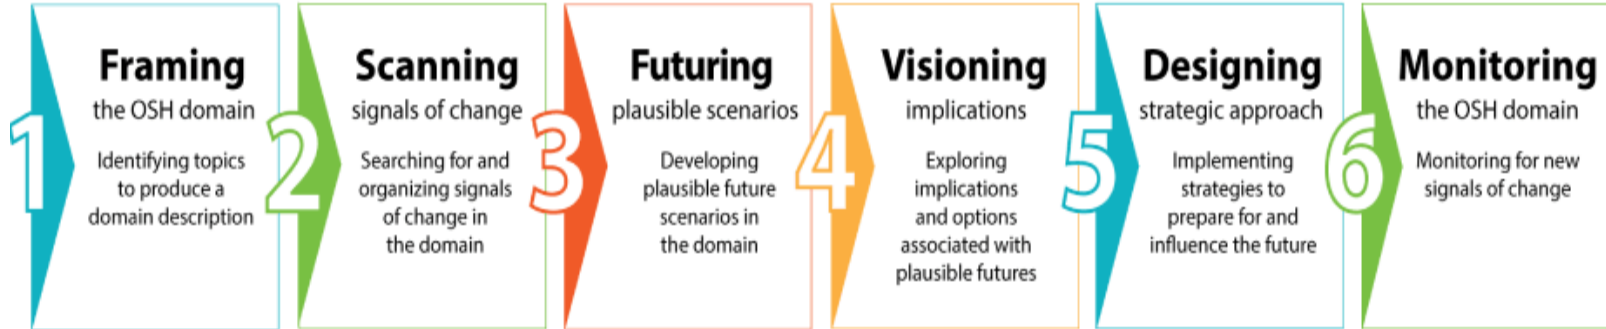 1
Framing
the OSH domain
Identifying topics
to produce a
domain description
2
Scanning
signals of change
Searching for and
organizing signals
of change in
the domain
3
Futuring
plausible scenarios
Developing
plausible future
scenarios in
the domain
4
Visioning
implications
Exploring
implications
and options
associated with
plausible futures
5
Designing
strategic approach
Implementing
strategies to
prepare for and
influence the future
6
Monitoring
the OSH domain
Monitoring for new
signals of change